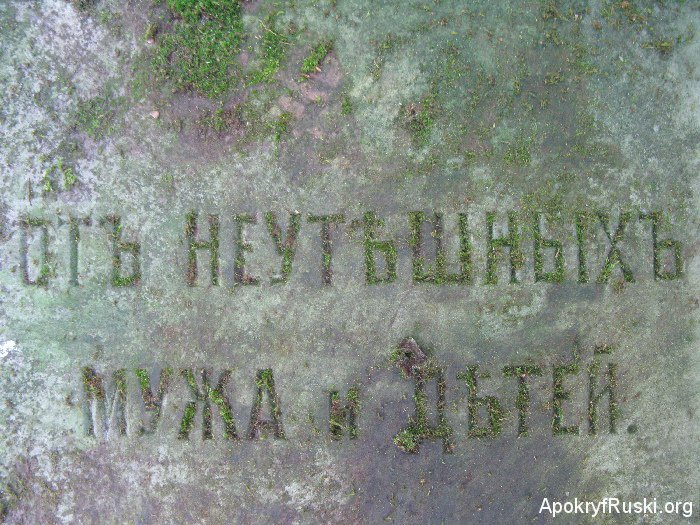 ОТЪ НЕУТѢШНЫХЪ
МУЖА и ДѢТЕЙ.
ApokryfRuski.org